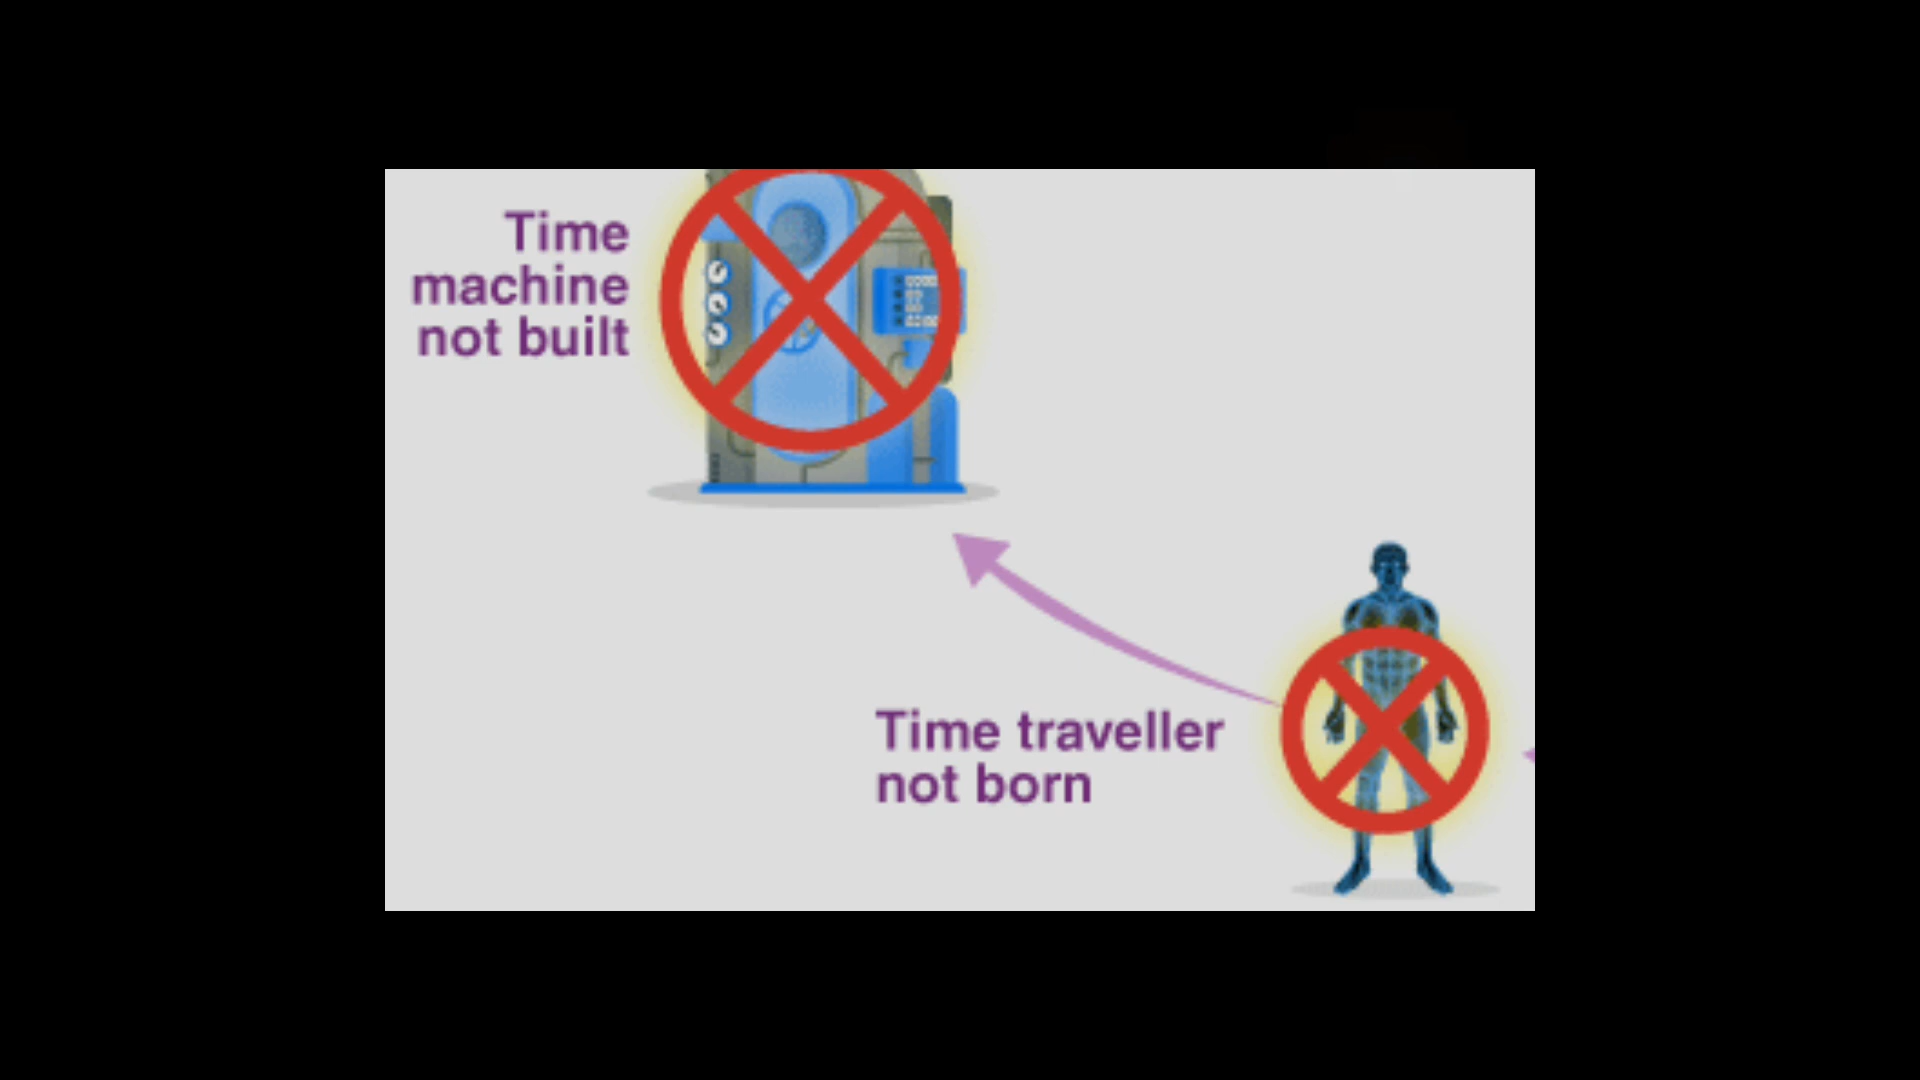 Time
machine
not built
Time traveller
not born